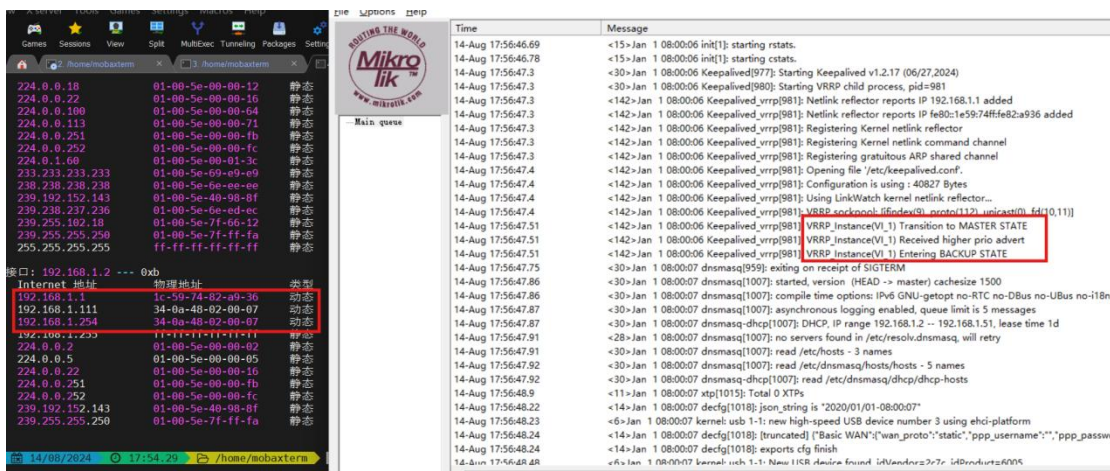 X server Tools Games Settings Macros Help
Games Sessions View Split MultiExec Tunneling Packages Setting
2. /home/mobaxterm
3. /home/mobaxterm
224.0.0.18 01-00-5e-00-00-12 静态
224.0.0.22 01-00-5e-00-00-16 静态
224.0.0.100 01-00-5e-00-00-64 静态
224.0.0.113 01-00-5e-00-00-71 静态
224.0.0.251 01-00-5e-00-00-fb 静态
224.0.0.252 01-00-5e-00-00-fc 静态
224.0.1.60 01-00-5e-00-01-3c 静态
233.233.233.233 01-00-5e-69-e9-e9 静态
238.238.238.238 01-00-5e-6e-ee-ee 静态
239.192.152.143 01-00-5e-40-98-8f 静态
239.238.237.236 01-00-5e-6e-ed-ec 静态
239.255.102.18 01-00-5e-7f-66-12 静态
239.255.255.250 01-00-5e-7f-ff-fa 静态
255.255.255.255 ff-ff-ff-ff-ff-ff 静态
接口: 192.168.1.2 --- 0xb
Internet 地址 物理地址 类型
192.168.1.1 1c-59-74-82-a9-36 动态
192.168.1.111 34-0a-48-02-00-07 动态
192.168.1.254 34-0a-48-02-00-07 动态
192.168.1.255 ff-ff-ff-ff-ff-ff 静态
224.0.0.2 01-00-5e-00-00-02 静态
224.0.0.5 01-00-5e-00-00-05 静态
224.0.0.22 01-00-5e-00-00-16 静态
224.0.0.251 01-00-5e-00-00-fb 静态
224.0.0.252 01-00-5e-00-00-fc 静态
239.192.152.143 01-00-5e-40-98-8f 静态
239.255.255.250 01-00-5e-7f-ff-fa 静态
14/08/2024 17:54.29 /home/mobaxterm
File Options Help
ROUTING THE WORLD
Mikro
Tik TM
www.mikrotik.com
Main queue
Time Message
14-Aug 17:56:46.69 <15>Jan 1 08:00:06 init[1]: starting rstats.
14-Aug 17:56:46.78 <15>Jan 1 08:00:06 init[1]: starting cstats.
14-Aug 17:56:47.3 <30>Jan 1 08:00:06 Keepalived[977]: Starting Keepalived v1.2.17 (06/27,2024)
14-Aug 17:56:47.3 <30>Jan 1 08:00:06 Keepalived[980]: Starting VRRP child process, pid=981
14-Aug 17:56:47.3 <142>Jan 1 08:00:06 Keepalived_vrrp[981]: Netlink reflector reports IP 192.168.1.1 added
14-Aug 17:56:47.3 <142>Jan 1 08:00:06 Keepalived_vrrp[981]: Netlink reflector reports IP fe80::1e59:74ff:fe82:a936 added
14-Aug 17:56:47.3 <142>Jan 1 08:00:06 Keepalived_vrrp[981]: Registering Kernel netlink reflector
14-Aug 17:56:47.3 <142>Jan 1 08:00:06 Keepalived_vrrp[981]: Registering Kernel netlink command channel
14-Aug 17:56:47.3 <142>Jan 1 08:00:06 Keepalived_vrrp[981]: Registering gratuitous ARP shared channel
14-Aug 17:56:47.4 <142>Jan 1 08:00:06 Keepalived_vrrp[981]: Opening file '/etc/keepalived.conf'.
14-Aug 17:56:47.4 <142>Jan 1 08:00:06 Keepalived_vrrp[981]: Configuration is using : 40827 Bytes
14-Aug 17:56:47.4 <142>Jan 1 08:00:06 Keepalived_vrrp[981]: Using LinkWatch kernel netlink reflector...
14-Aug 17:56:47.4 <142>Jan 1 08:00:06 Keepalived_vrrp[981]: VRRP sockpool: [ifindex(9), proto(112), unicast(0), fd(10,11)]
14-Aug 17:56:47.51 <142>Jan 1 08:00:06 Keepalived_vrrp[981]: VRRP_Instance(VI_1) Transition to MASTER STATE
14-Aug 17:56:47.51 <142>Jan 1 08:00:06 Keepalived_vrrp[981]: VRRP_Instance(VI_1) Received higher prio advert
14-Aug 17:56:47.51 <142>Jan 1 08:00:06 Keepalived_vrrp[981]: VRRP_Instance(VI_1) Entering BACKUP STATE
14-Aug 17:56:47.75 <30>Jan 1 08:00:07 dnsmasq[959]: exiting on receipt of SIGTERM
14-Aug 17:56:47.86 <30>Jan 1 08:00:07 dnsmasq[1007]: started, version (HEAD -> master) cachesize 1500
14-Aug 17:56:47.86 <30>Jan 1 08:00:07 dnsmasq[1007]: compile time options: IPv6 GNU-getopt no-RTC no-DBus no-UBus no-i18n
14-Aug 17:56:47.87 <30>Jan 1 08:00:07 dnsmasq[1007]: asynchronous logging enabled, queue limit is 5 messages
14-Aug 17:56:47.87 <30>Jan 1 08:00:07 dnsmasq-dhcp[1007]: DHCP, IP range 192.168.1.2 -- 192.168.1.51, lease time 1d
14-Aug 17:56:47.91 <28>Jan 1 08:00:07 dnsmasq[1007]: no servers found in /etc/resolv.dnsmasq, will retry
14-Aug 17:56:47.91 <30>Jan 1 08:00:07 dnsmasq[1007]: read /etc/hosts - 3 names
14-Aug 17:56:47.92 <30>Jan 1 08:00:07 dnsmasq[1007]: read /etc/dnsmasq/hosts/hosts - 5 names
14-Aug 17:56:47.92 <30>Jan 1 08:00:07 dnsmasq-dhcp[1007]: read /etc/dnsmasq/dhcp/dhcp-hosts
14-Aug 17:56:48.9 <11>Jan 1 08:00:07 xtp[1015]: Total 0 XTPs
14-Aug 17:56:48.22 <14>Jan 1 08:00:07 decfg[1018]: json_string is "2020/01/01-08:00:07"
14-Aug 17:56:48.23 <6>Jan 1 08:00:07 kernel: usb 1-1: new high-speed USB device number 3 using ehci-platform
14-Aug 17:56:48.24 <14>Jan 1 08:00:07 decfg[1018]: [truncated] {"Basic WAN":{"wan_proto":"static","ppp_username":"","ppp_passw
14-Aug 17:56:48.24 <14>Jan 1 08:00:07 decfg[1018]: exports cfg finish
14-Aug 17:56:48.48 <6>Jan 1 08:00:07 kernel: usb 1-1: New USB device found, idVendor=2c7c, idProduct=6005